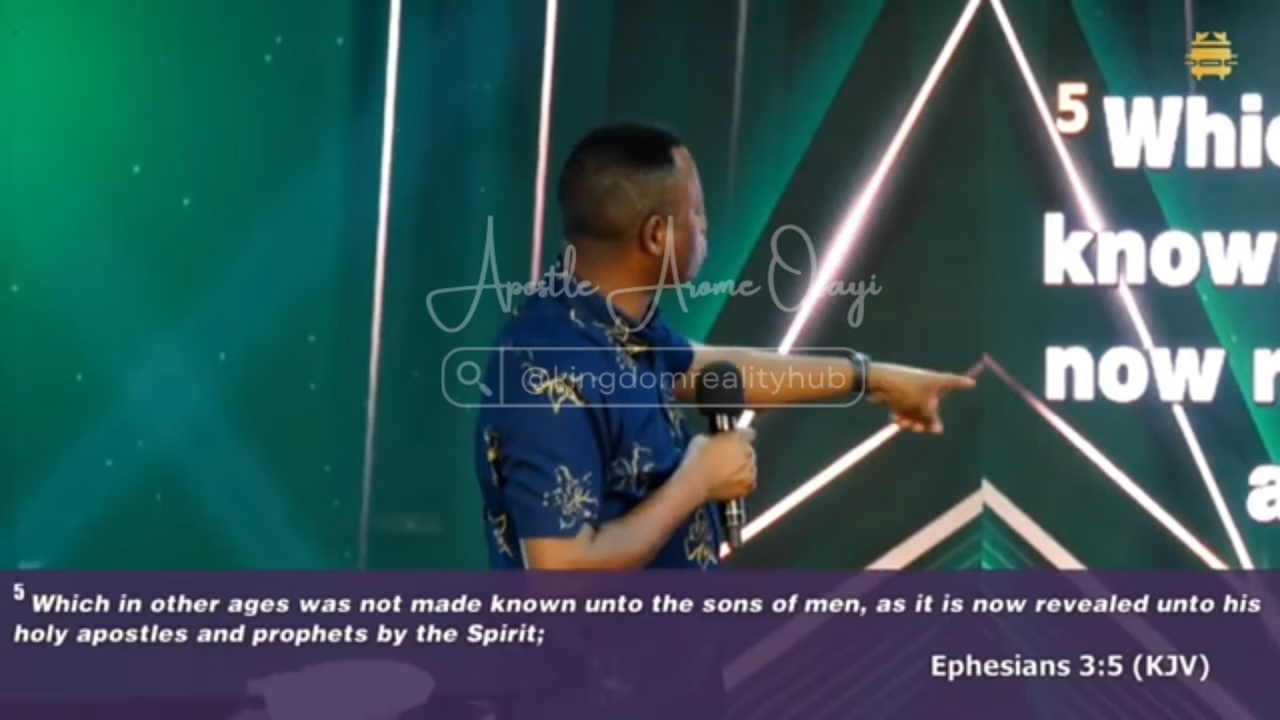 5 Whic
know
now r
a
Apostle Arome Osayi
@kingdomrealityhub
5 Which in other ages was not made known unto the sons of men, as it is now revealed unto his
holy apostles and prophets by the Spirit;
Ephesians 3:5 (KJV)